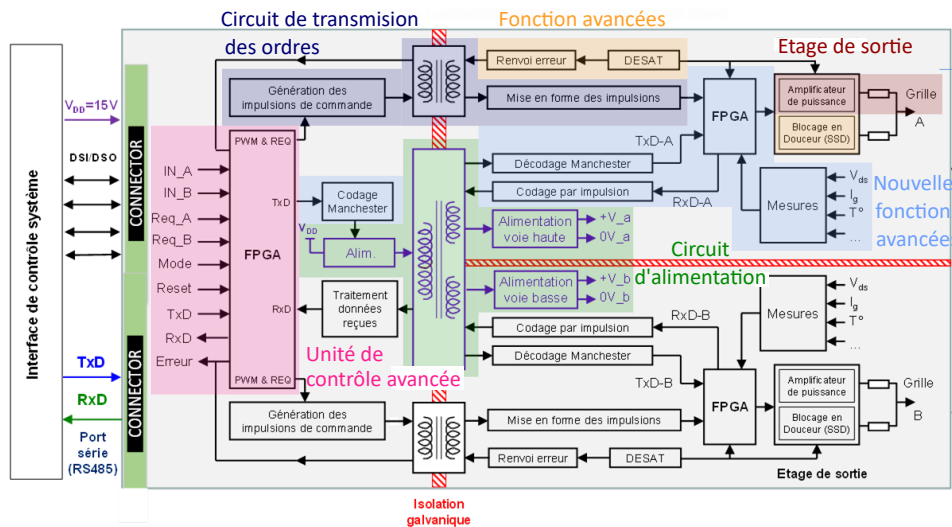 Circuit de transmision
des ordres
Fonction avancées
Etage de sortie
Interface de contrôle système
V_DD=15V
DSI/DSO
TxD
RxD
Port
série
(RS485)
CONNECTOR
CONNECTOR
IN_A
IN_B
Req_A
Req_B
Mode
Reset
TxD
RxD
Erreur
PWM & REQ
TxD
FPGA
RxD
PWM & REQ
Génération des
impulsions de commande
Renvoi erreur
DESAT
Mise en forme des impulsions
FPGA
Amplificateur
de puissance
Blocage en
Douceur (SSD)
Grille
A
TxD-A
Décodage Manchester
Codage par impulsion
RxD-A
Mesures
V_ds
I_g
T°
...
Nouvelle
fonction
avancée
Codage
Manchester
V_DD
Alim.
Alimentation
voie haute
+V_a
0V_a
Circuit
d'alimentation
Alimentation
voie basse
+V_b
0V_b
Traitement
données
reçues
Unité de
contrôle avancée
RxD-B
Codage par impulsion
Décodage Manchester
TxD-B
Mesures
V_ds
I_g
T°
...
Génération des
impulsions de commande
Mise en forme des impulsions
FPGA
Amplificateur
de puissance
Blocage en
Douceur (SSD)
Grille
B
Renvoi erreur
DESAT
Etage de sortie
Isolation
galvanique